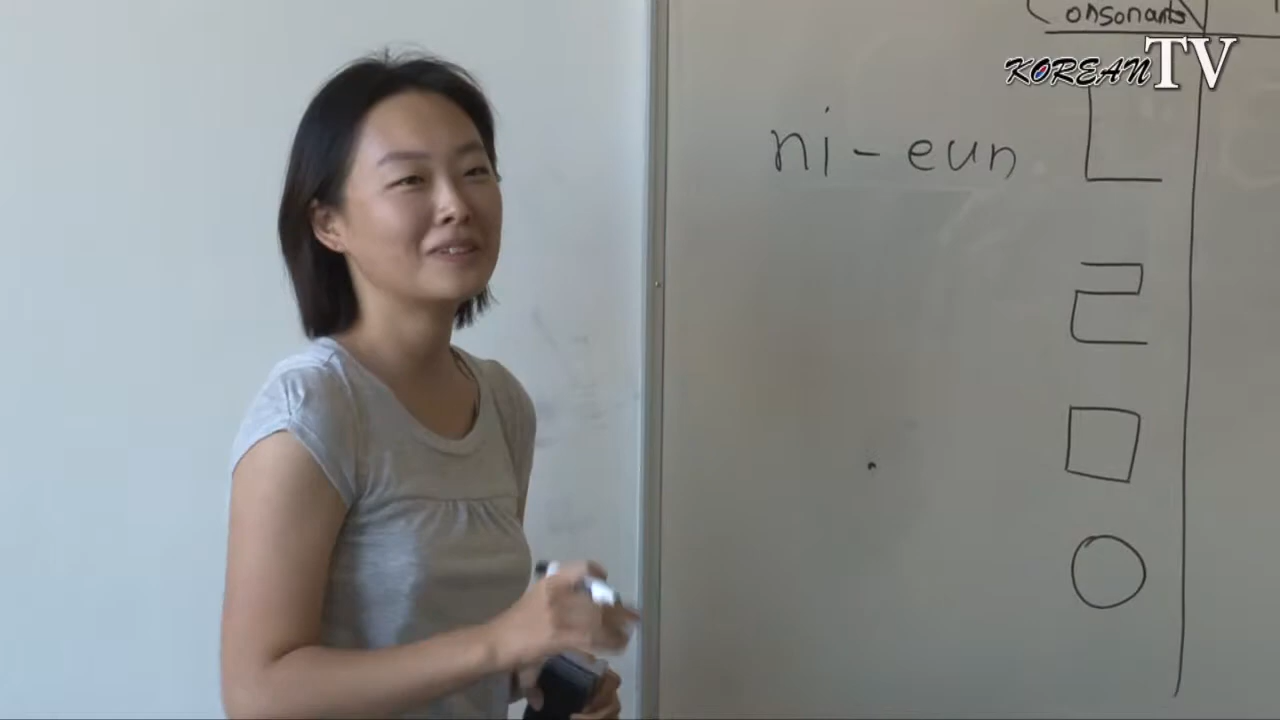 onsonants
KOREAN TV
ni-eun ㄴ
ㄹ
ㅁ
ㅇ